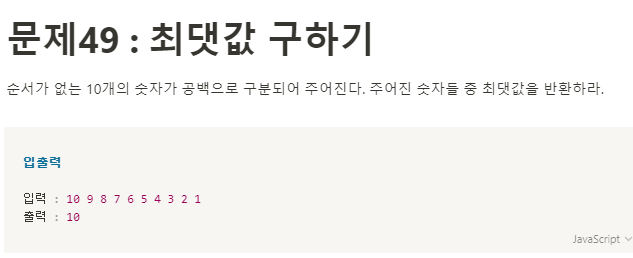 문제49 : 최댓값 구하기
순서가 없는 10개의 숫자가 공백으로 구분되어 주어진다. 주어진 숫자들 중 최댓값을 반환하라.
입출력
입력 : 10 9 8 7 6 5 4 3 2 1
출력 : 10
JavaScript